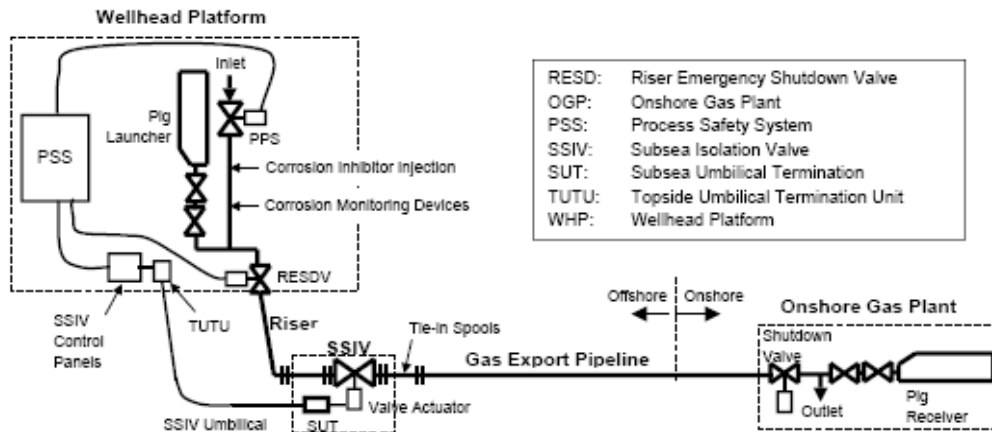 Wellhead Platform
Inlet
Pig
Launcher
PPS
PSS
Corrosion Inhibitor Injection
Corrosion Monitoring Devices
RESDV
SSIV
Control
Panels
TUTU
Riser
SSIV
Tie-In Spools
Gas Export Pipeline
Valve Actuator
SSIV Umbilical
SUT
RESD: Riser Emergency Shutdown Valve
OGP: Onshore Gas Plant
PSS: Process Safety System
SSIV: Subsea Isolation Valve
SUT: Subsea Umbilical Termination
TUTU: Topside Umbilical Termination Unit
WHP: Wellhead Platform
Offshore
Onshore
Onshore Gas Plant
Shutdown
Valve
Outlet
Pig
Receiver